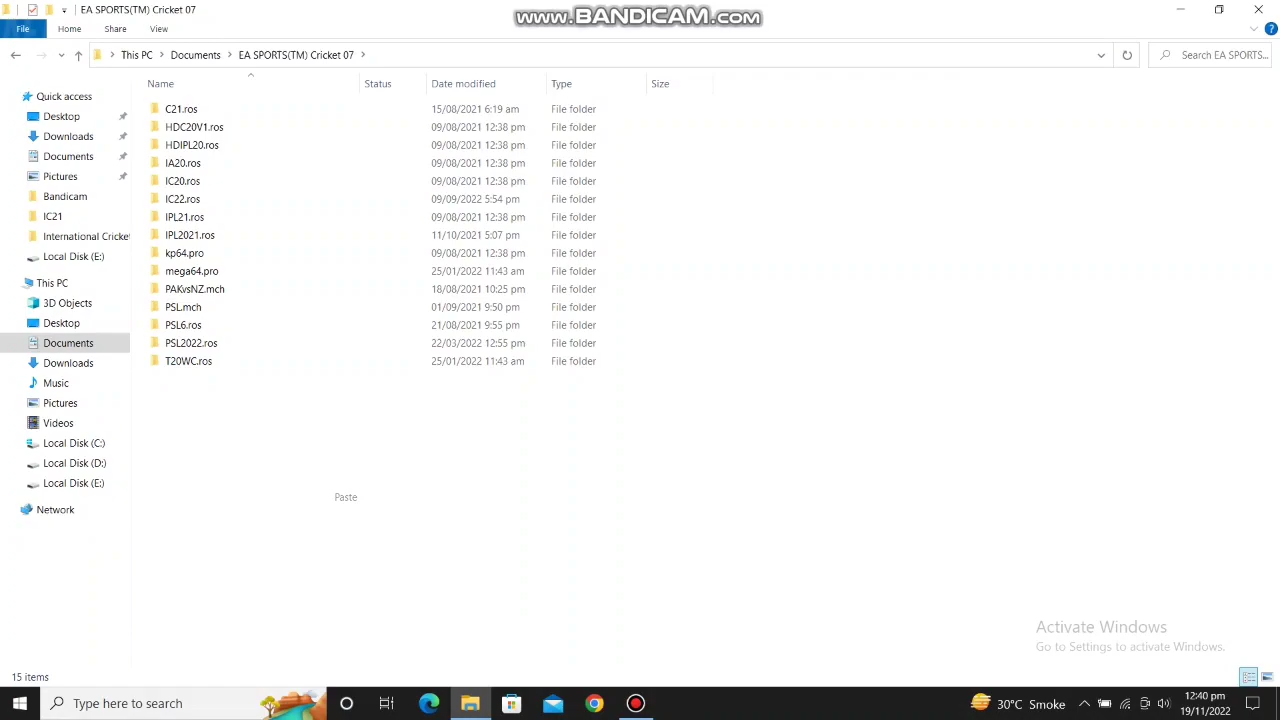 EA SPORTS(TM) Cricket 07
www.BANDICAM.com
File Home Share View
This PC Documents EA SPORTS(TM) Cricket 07
Search EA SPORTS...
Name Status Date modified Type Size
Quick access
Desktop
Downloads
Documents
Pictures
Bandicam
IC21
International Cricket
Local Disk (E:)
This PC
3D Objects
Desktop
Documents
Downloads
Music
Pictures
Videos
Local Disk (C:)
Local Disk (D:)
Local Disk (E:)
Network
C21.ros 15/08/2021 6:19 am File folder
HDC20V1.ros 09/08/2021 12:38 pm File folder
HDIPL20.ros 09/08/2021 12:38 pm File folder
IA20.ros 09/08/2021 12:38 pm File folder
IC20.ros 09/08/2021 12:38 pm File folder
IC22.ros 09/09/2022 5:54 pm File folder
IPL21.ros 09/08/2021 12:38 pm File folder
IPL2021.ros 11/10/2021 5:07 pm File folder
kp64.pro 09/08/2021 12:38 pm File folder
mega64.pro 25/01/2022 11:43 am File folder
PAKvsNZ.mch 18/08/2021 10:25 pm File folder
PSL.mch 01/09/2021 9:50 pm File folder
PSL6.ros 21/08/2021 9:55 pm File folder
PSL2022.ros 22/03/2022 12:55 pm File folder
T20WC.ros 25/01/2022 11:43 am File folder
Paste
Activate Windows
Go to Settings to activate Windows.
15 items
Type here to search
30°C Smoke
12:40 pm
19/11/2022